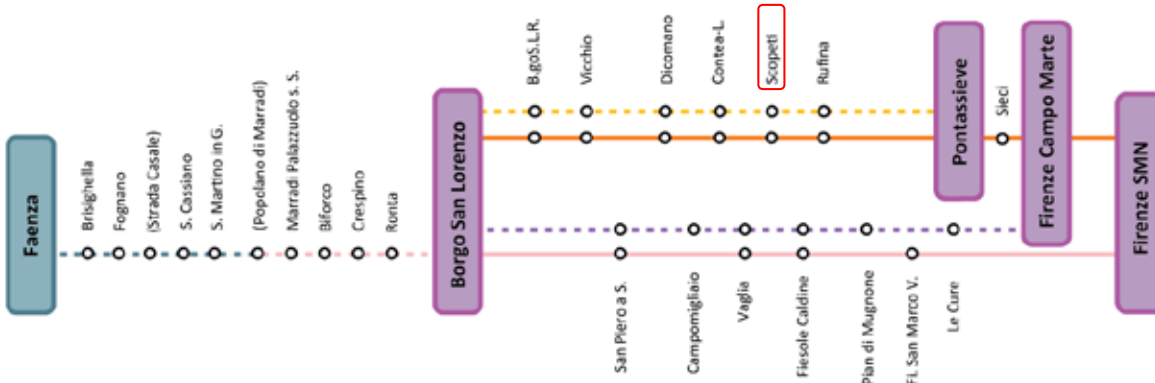 Faenza
Brisighella
Fognano
(Strada Casale)
S. Cassiano
S. Martino in G.
(Popolano di Marradi)
Marradi Palazzuolo s. S.
Biforco
Crespino
Ronta
Borgo San Lorenzo
B.goS.L.R.
Vicchio
Dicomano
Contea-L.
Scopeti
Rufina
Pontassieve
Sieci
Firenze Campo Marte
Firenze SMN
San Piero a S.
Campomigliaio
Vaglia
Fiesole Caldine
Pian di Mugnone
Fi. San Marco V.
Le Cure